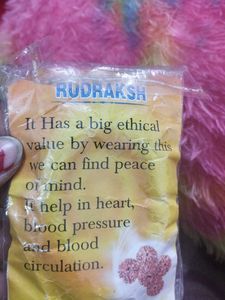 RUDRAKSH
It Has a big ethical
value by wearing this
we can find peace
of mind.
It help in heart,
blood pressure
and blood
circulation.